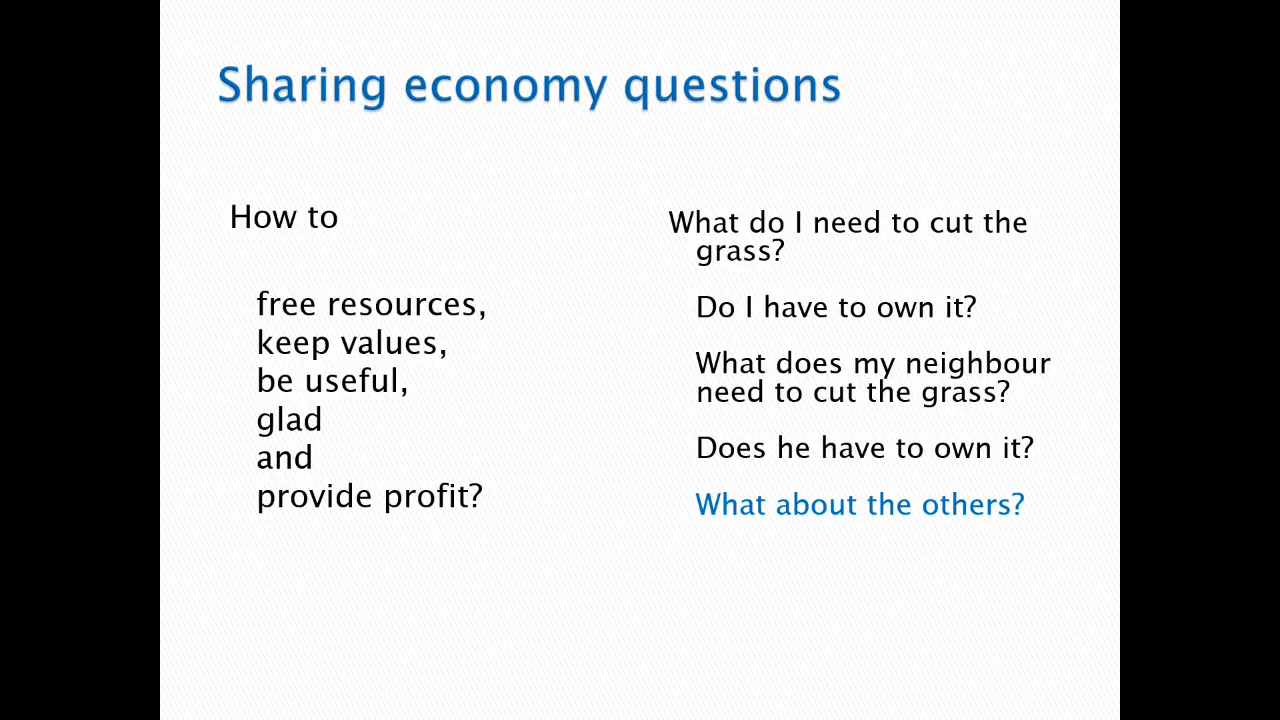 Sharing economy questions
How to
free resources,
keep values,
be useful,
glad
and
provide profit?
What do I need to cut the
grass?
Do I have to own it?
What does my neighbour
need to cut the grass?
Does he have to own it?
What about the others?